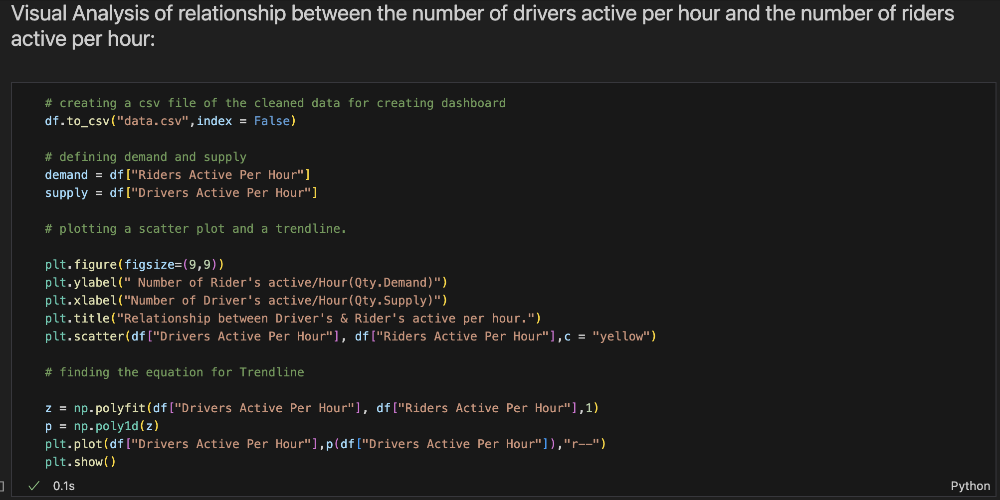 Visual Analysis of relationship between the number of drivers active per hour and the number of riders
active per hour:
# creating a csv file of the cleaned data for creating dashboard
df.to_csv("data.csv",index = False)
# defining demand and supply
demand = df["Riders Active Per Hour"]
supply = df["Drivers Active Per Hour"]
# plotting a scatter plot and a trendline.
plt.figure(figsize=(9,9))
plt.ylabel(" Number of Rider's active/Hour(Qty.Demand)")
plt.xlabel("Number of Driver's active/Hour(Qty.Supply)")
plt.title("Relationship between Driver's & Rider's active per hour.")
plt.scatter(df["Drivers Active Per Hour"], df["Riders Active Per Hour"],c = "yellow")
# finding the equation for Trendline
z = np.polyfit(df["Drivers Active Per Hour"], df["Riders Active Per Hour"],1)
p = np.poly1d(z)
plt.plot(df["Drivers Active Per Hour"],p(df["Drivers Active Per Hour"]),"r--")
plt.show()
] ✓ 0.1s Python